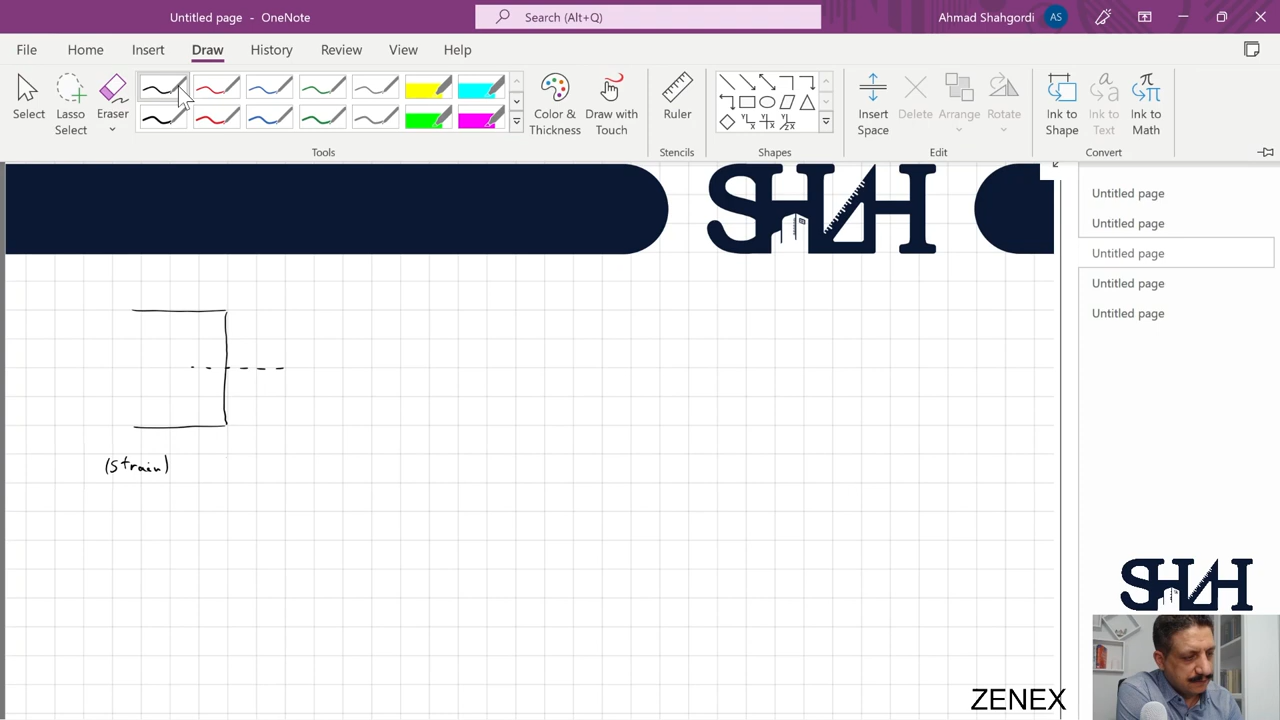 Untitled page - OneNote
Search (Alt+Q)
Ahmad Shahgordi
AS
File
Home
Insert
Draw
History
Review
View
Help
Select
Lasso
Select
Eraser
Color &
Thickness
Draw with
Touch
Ruler
Insert
Space
Delete
Arrange
Rotate
Ink to
Shape
Ink to
Text
Ink to
Math
Tools
Stencils
Shapes
Edit
Convert
Untitled page
Untitled page
Untitled page
Untitled page
Untitled page
(strain)
ZENEX